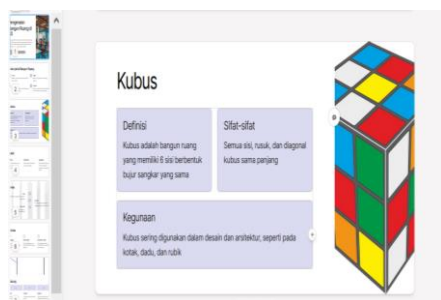 Kubus
Definisi
Kubus adalah bangun ruang
yang memiliki 6 sisi berbentuk
bujur sangkar yang sama
Sifat-sifat
Semua sisi, rusuk, dan diagonal
kubus sama panjang
Kegunaan
Kubus sering digunakan dalam desain dan arsitektur, seperti pada
kotak, dadu, dan rubik